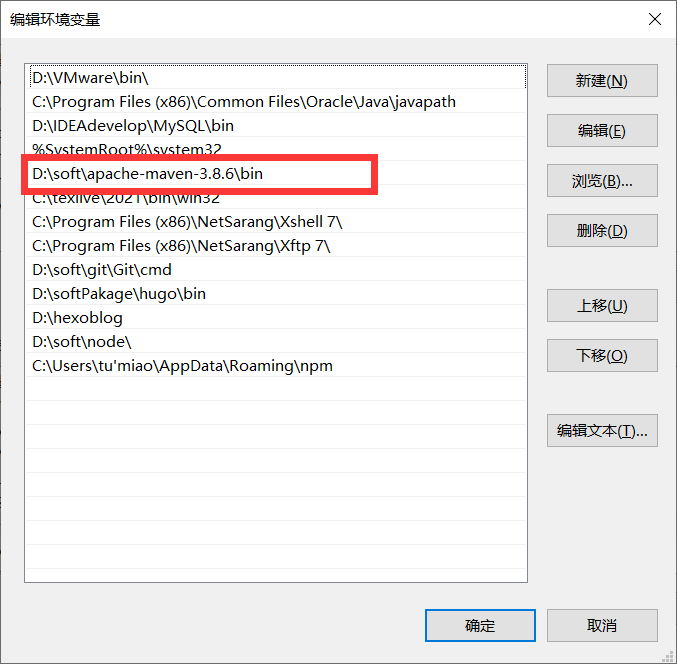 编辑环境变量
D:\VMware\bin\
C:\Program Files (x86)\Common Files\Oracle\Java\javapath
D:\IDEAdevelop\MySQL\bin
%SystemRoot%\system32
D:\soft\apache-maven-3.8.6\bin
C:\texlive\2021\bin\win32
C:\Program Files (x86)\NetSarang\Xshell 7\
C:\Program Files (x86)\NetSarang\Xftp 7\
D:\soft\git\Git\cmd
D:\softPakage\hugo\bin
D:\hexoblog
D:\soft\node\
C:\Users\tu'miao\AppData\Roaming\npm
新建(N)
编辑(E)
浏览(B)...
删除(D)
上移(U)
下移(O)
编辑文本(T)...
确定
取消